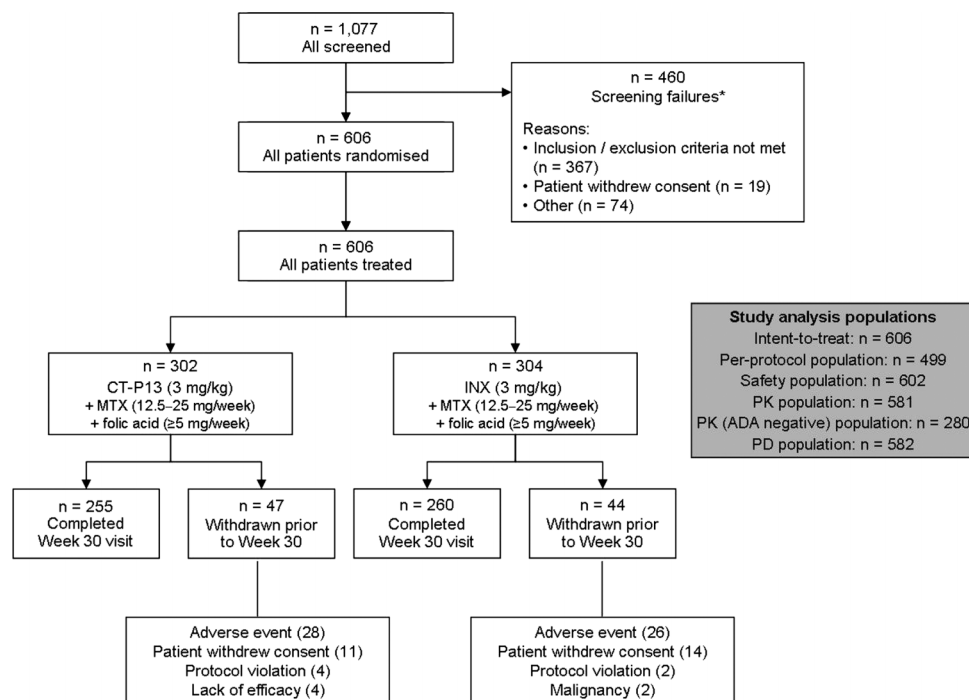 n = 1,077
All screened
n = 460
Screening failures*
Reasons:
• Inclusion / exclusion criteria not met
(n = 367)
• Patient withdrew consent (n = 19)
• Other (n = 74)
n = 606
All patients randomised
n = 606
All patients treated
n = 302
CT-P13 (3 mg/kg)
+ MTX (12.5–25 mg/week)
+ folic acid (≥5 mg/week)
n = 304
INX (3 mg/kg)
+ MTX (12.5–25 mg/week)
+ folic acid (≥5 mg/week)
Study analysis populations
Intent-to-treat: n = 606
Per-protocol population: n = 499
Safety population: n = 602
PK population: n = 581
PK (ADA negative) population: n = 280
PD population: n = 582
n = 255
Completed
Week 30 visit
n = 47
Withdrawn prior
to Week 30
n = 260
Completed
Week 30 visit
n = 44
Withdrawn prior
to Week 30
Adverse event (28)
Patient withdrew consent (11)
Protocol violation (4)
Lack of efficacy (4)
Adverse event (26)
Patient withdrew consent (14)
Protocol violation (2)
Malignancy (2)